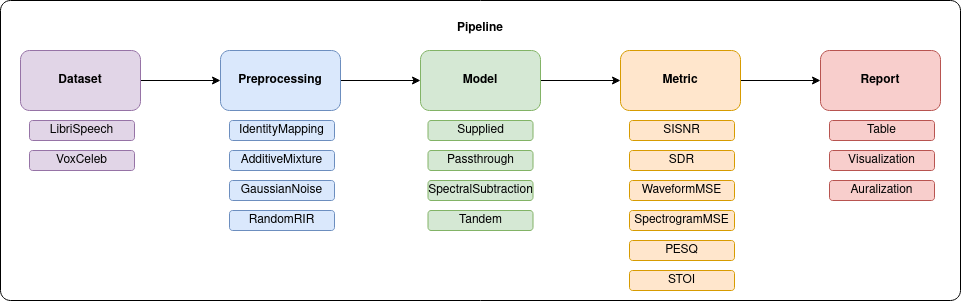 Pipeline
Dataset
LibriSpeech
VoxCeleb
Preprocessing
IdentityMapping
AdditiveMixture
GaussianNoise
RandomRIR
Model
Supplied
Passthrough
SpectralSubtraction
Tandem
Metric
SISNR
SDR
WaveformMSE
SpectrogramMSE
PESQ
STOI
Report
Table
Visualization
Auralization